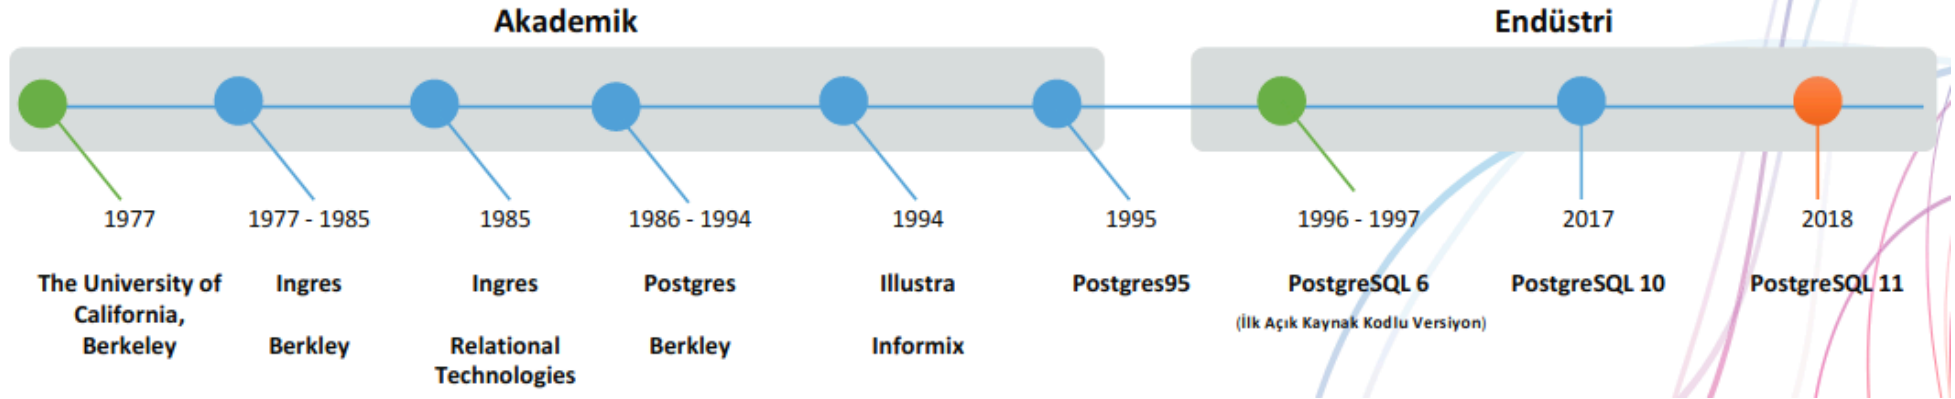 Akademik
Endüstri
1977
1977 - 1985
1985
1986 - 1994
1994
1995
1996 - 1997
2017
2018
The University of
California,
Berkeley
Ingres
Berkley
Ingres
Relational
Technologies
Postgres
Berkley
Illustra
Informix
Postgres95
PostgreSQL 6
(İlk Açık Kaynak Kodlu Versiyon)
PostgreSQL 10
PostgreSQL 11